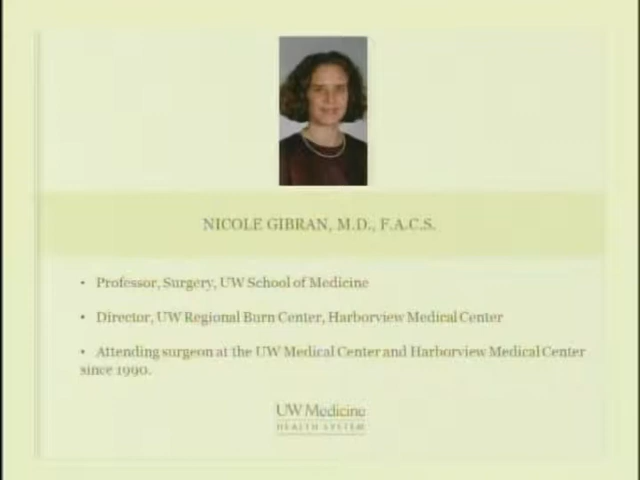 NICOLE GIBRAN, M.D., F.A.C.S.
• Professor, Surgery, UW School of Medicine
• Director, UW Regional Burn Center, Harborview Medical Center
• Attending surgeon at the UW Medical Center and Harborview Medical Center
since 1990.
UW Medicine
HEALTH SYSTEM